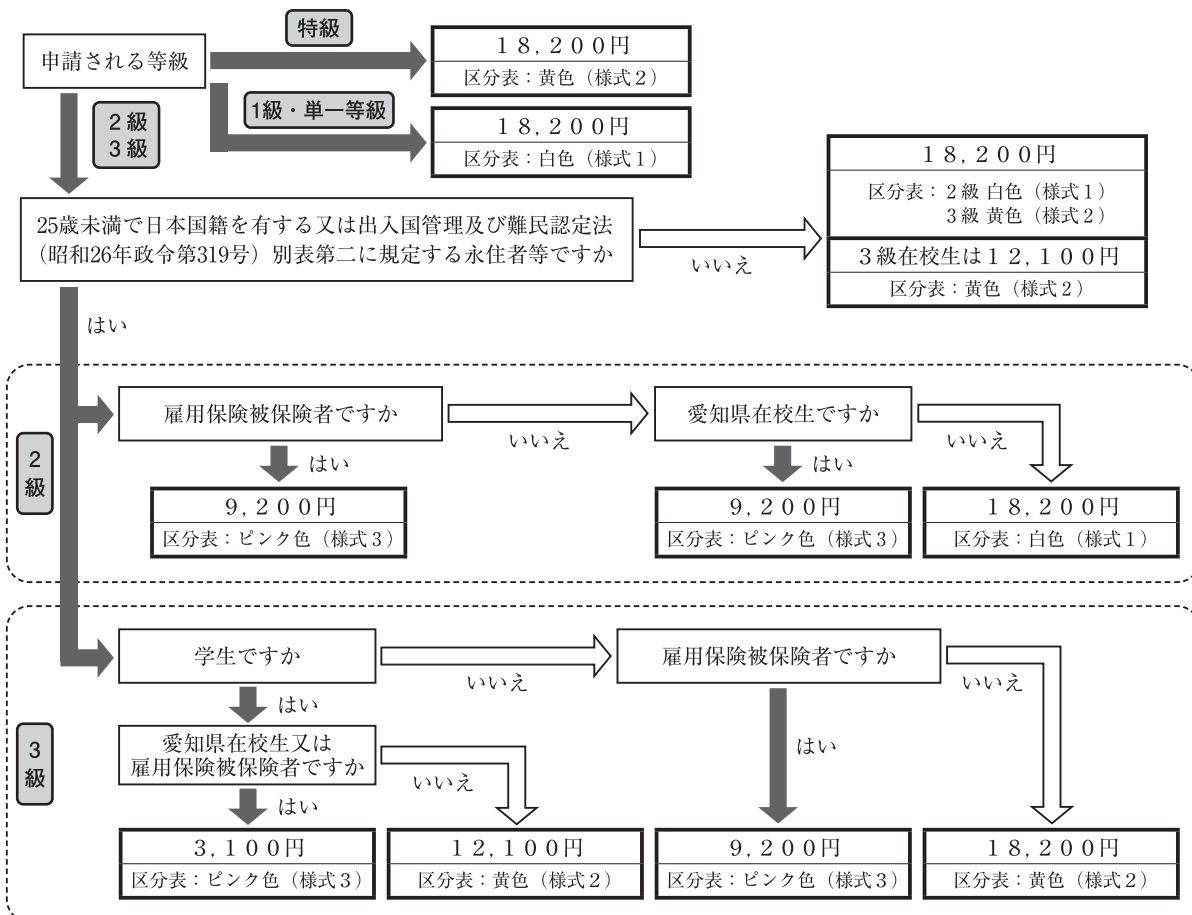 申請される等級
特級
18,200円
区分表：黄色（様式2）
1級・単一等級
18,200円
区分表：白色（様式1）
2級
3級
25歳未満で日本国籍を有する又は出入国管理及び難民認定法
（昭和26年政令第319号）別表第二に規定する永住者等ですか
いいえ
18,200円
区分表：2級 白色（様式1）
3級 黄色（様式2）
3級在校生は12,100円
区分表：黄色（様式2）
はい
2級
雇用保険被保険者ですか
いいえ
愛知県在校生ですか
いいえ
はい
はい
9,200円
区分表：ピンク色（様式3）
9,200円
区分表：ピンク色（様式3）
18,200円
区分表：白色（様式1）
3級
学生ですか
いいえ
雇用保険被保険者ですか
いいえ
はい
愛知県在校生又は
雇用保険被保険者ですか
いいえ
はい
はい
3,100円
区分表：ピンク色（様式3）
12,100円
区分表：黄色（様式2）
9,200円
区分表：ピンク色（様式3）
18,200円
区分表：黄色（様式2）